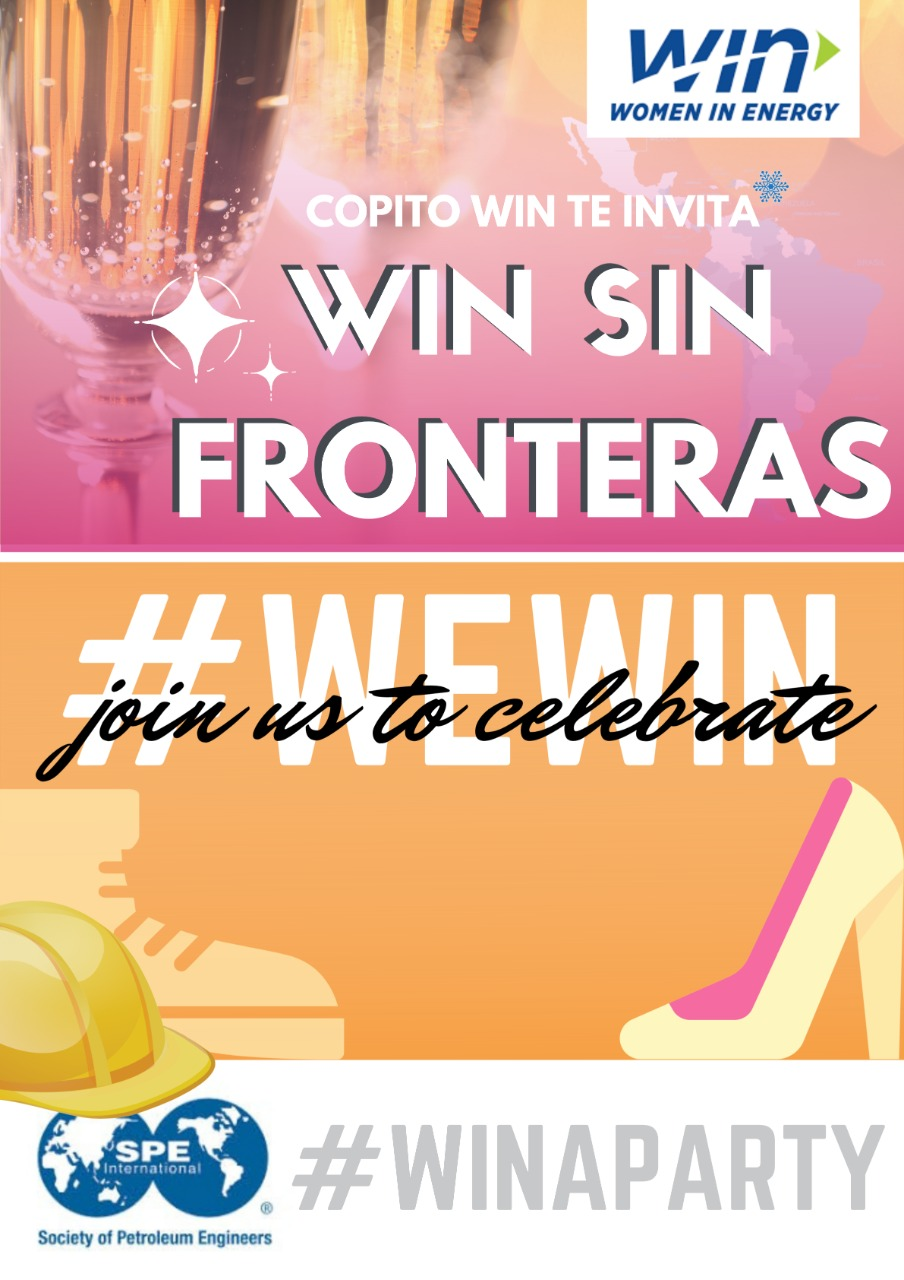 WIN
WOMEN IN ENERGY
COPITO WIN TE INVITA
WIN SIN
FRONTERAS
#WEWIN
join us to celebrate
SPE
International
®
Society of Petroleum Engineers
#WINAPARTY